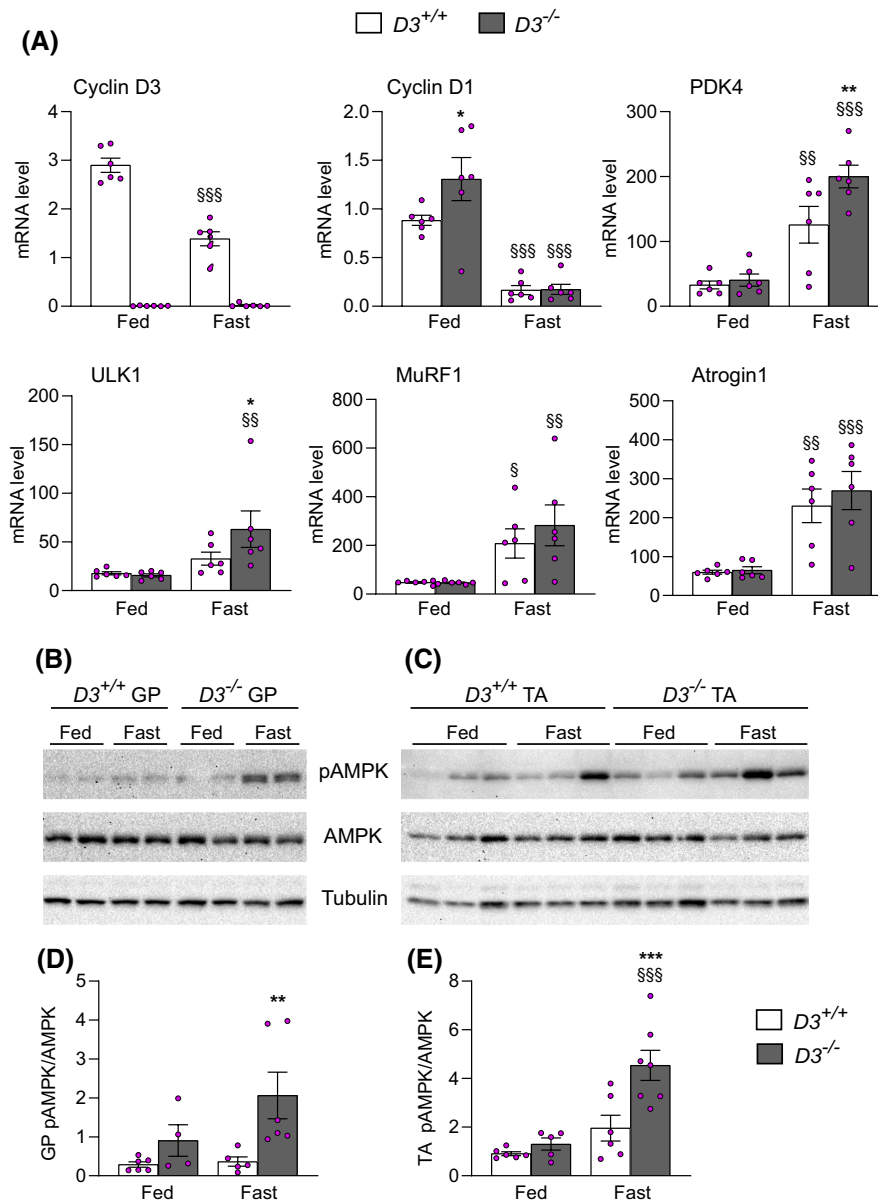 D3+/+ D3-/-
(A)
Cyclin D3
Cyclin D1
PDK4
mRNA level
4
3
2
1
0
§§§
Fed Fast
mRNA level
2.0
1.5
1.0
0.5
0.0
*
§§§ §§§
Fed Fast
mRNA level
300
200
100
0
§§
**
§§§
Fed Fast
ULK1
MuRF1
Atrogin1
mRNA level
200
150
100
50
0
*
§§
Fed Fast
mRNA level
800
600
400
200
0
§
§§
Fed Fast
mRNA level
500
400
300
200
100
0
§§
§§§
Fed Fast
(B)
D3+/+ GP D3-/- GP
Fed Fast Fed Fast
(C)
D3+/+ TA D3-/- TA
Fed Fast Fed Fast
pAMPK
AMPK
Tubulin
(D)
GP pAMPK/AMPK
5
4
3
2
1
0
**
Fed Fast
(E)
TA pAMPK/AMPK
8
6
4
2
0
***
§§§
Fed Fast
D3+/+
D3-/-